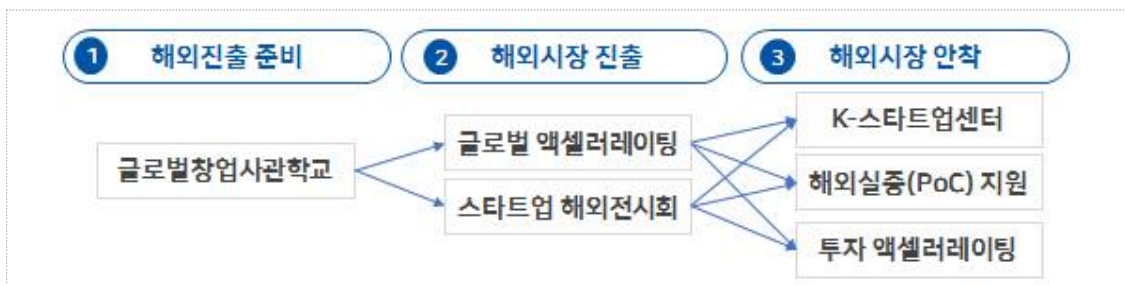 1 해외진출 준비
2 해외시장 진출
3 해외시장 안착
글로벌창업사관학교
글로벌 액셀러레이팅
스타트업 해외전시회
K-스타트업센터
해외실증(PoC) 지원
투자 액셀러레이팅